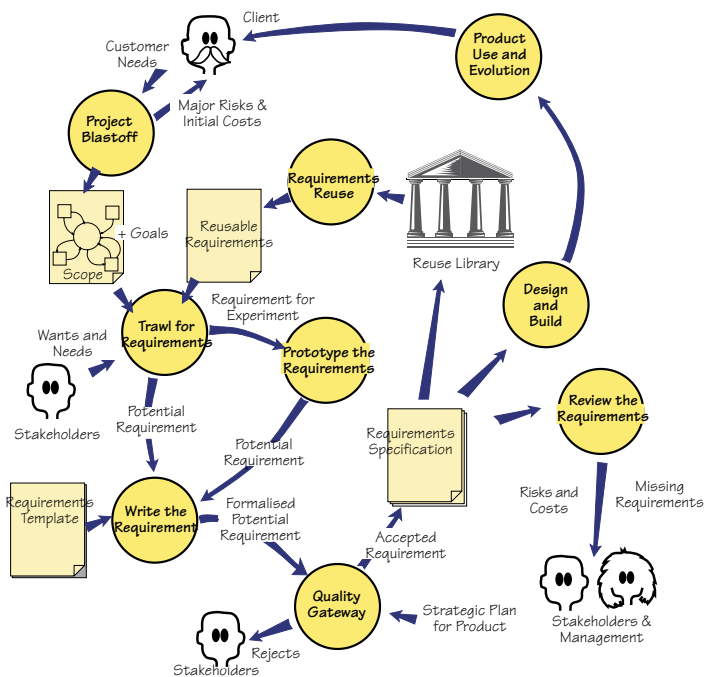 Client
Product
Use and
Evolution
Customer
Needs
Major Risks &
Initial Costs
Project
Blastoff
Requirements
Reuse
+ Goals
Scope
Reusable
Requirements
Reuse Library
Requirement for
Experiment
Design
and
Build
Trawl for
Requirements
Wants and
Needs
Prototype the
Requirements
Stakeholders
Potential
Requirement
Review the
Requirements
Requirements
Specification
Potential
Requirement
Requirements
Template
Write the
Requirement
Formalised
Potential
Requirement
Risks and
Costs
Missing
Requirements
Accepted
Requirement
Quality
Gateway
Strategic Plan
for Product
Stakeholders &
Management
Rejects
Stakeholders